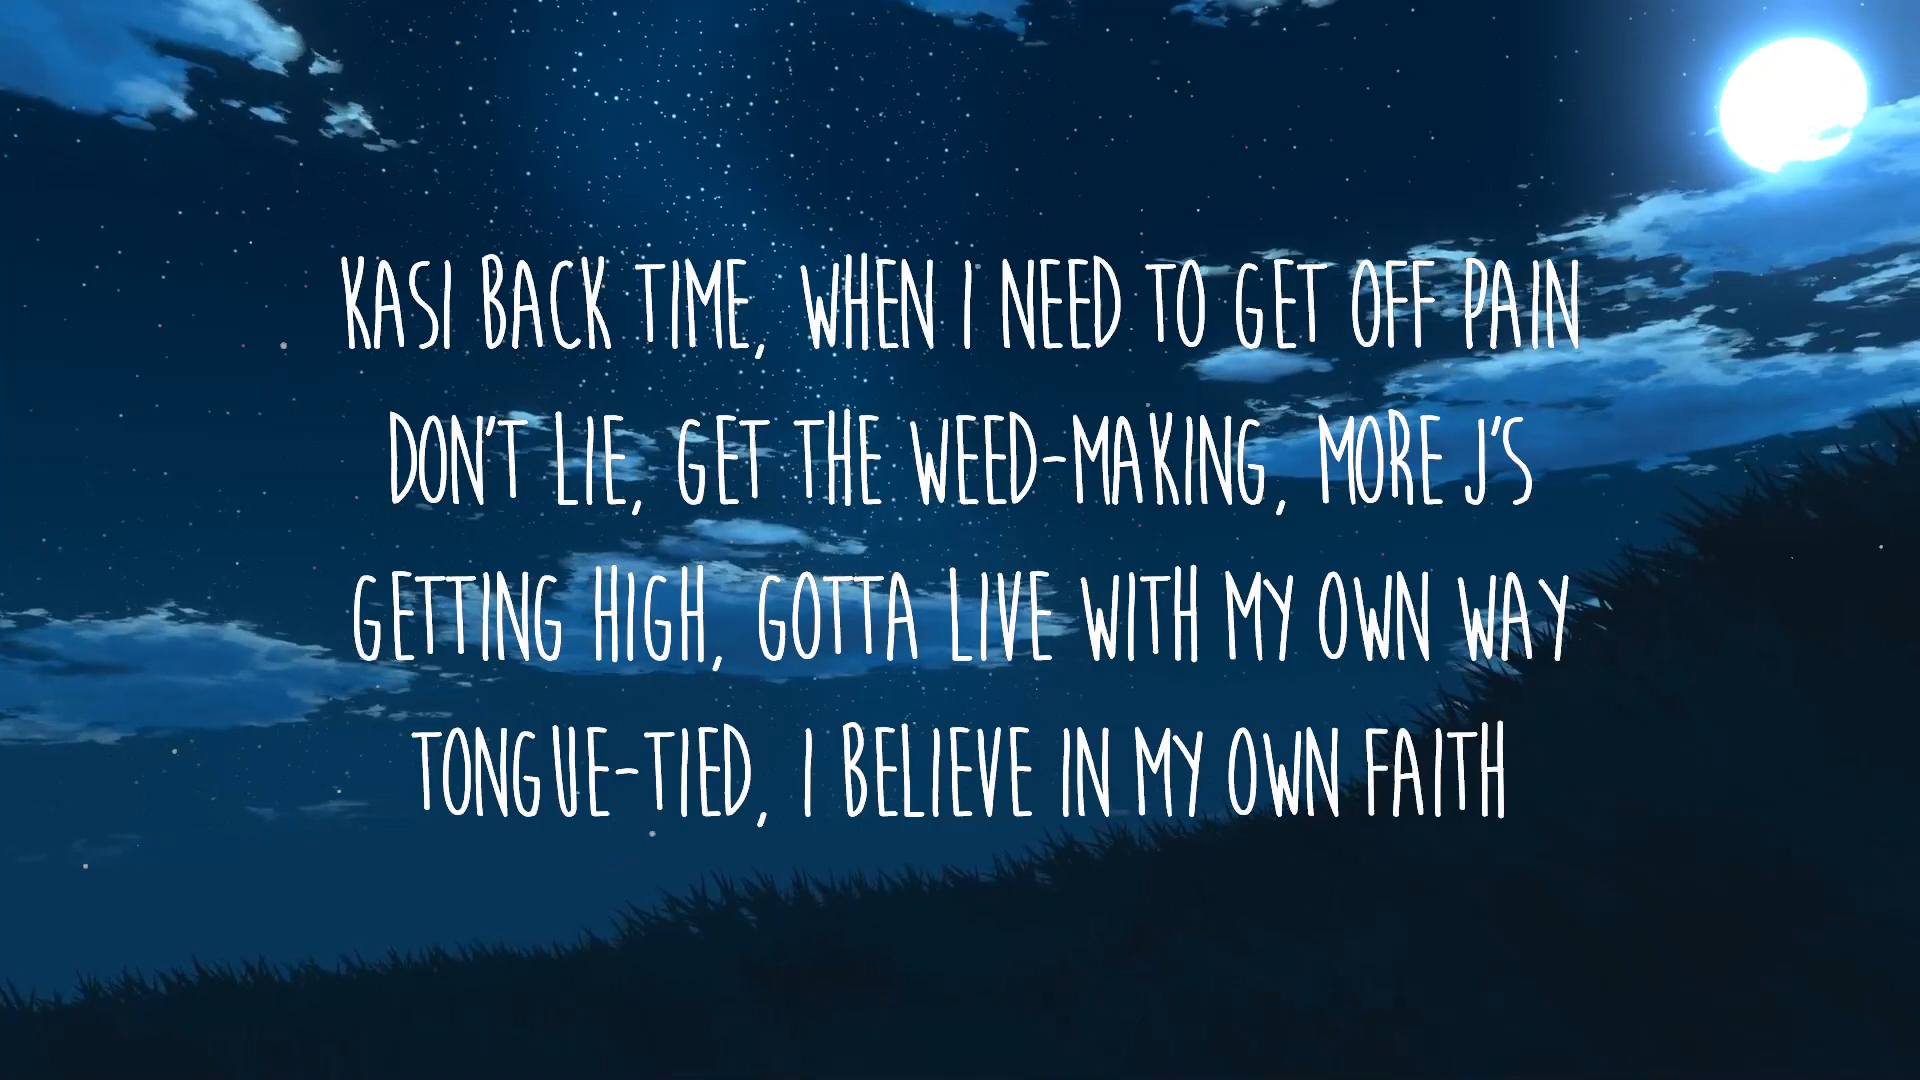 KASI BACK TIME, WHEN I NEED TO GET OFF PAIN
DON'T LIE, GET THE WEED-MAKING, MORE J'S
GETTING HIGH, GOTTA LIVE WITH MY OWN WAY
TONGUE-TIED, I BELIEVE IN MY OWN FAITH